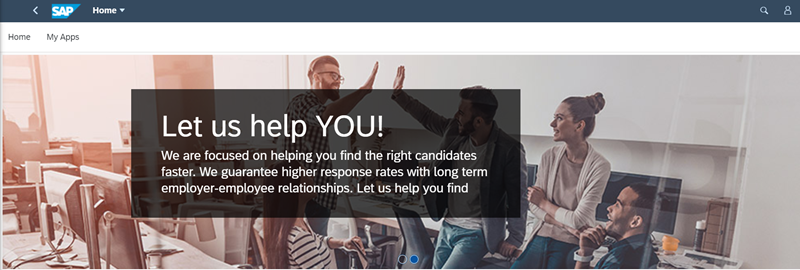 SAP
Home
Home
My Apps
Let us help YOU!
We are focused on helping you find the right candidates
faster. We guarantee higher response rates with long term
employer-employee relationships. Let us help you find